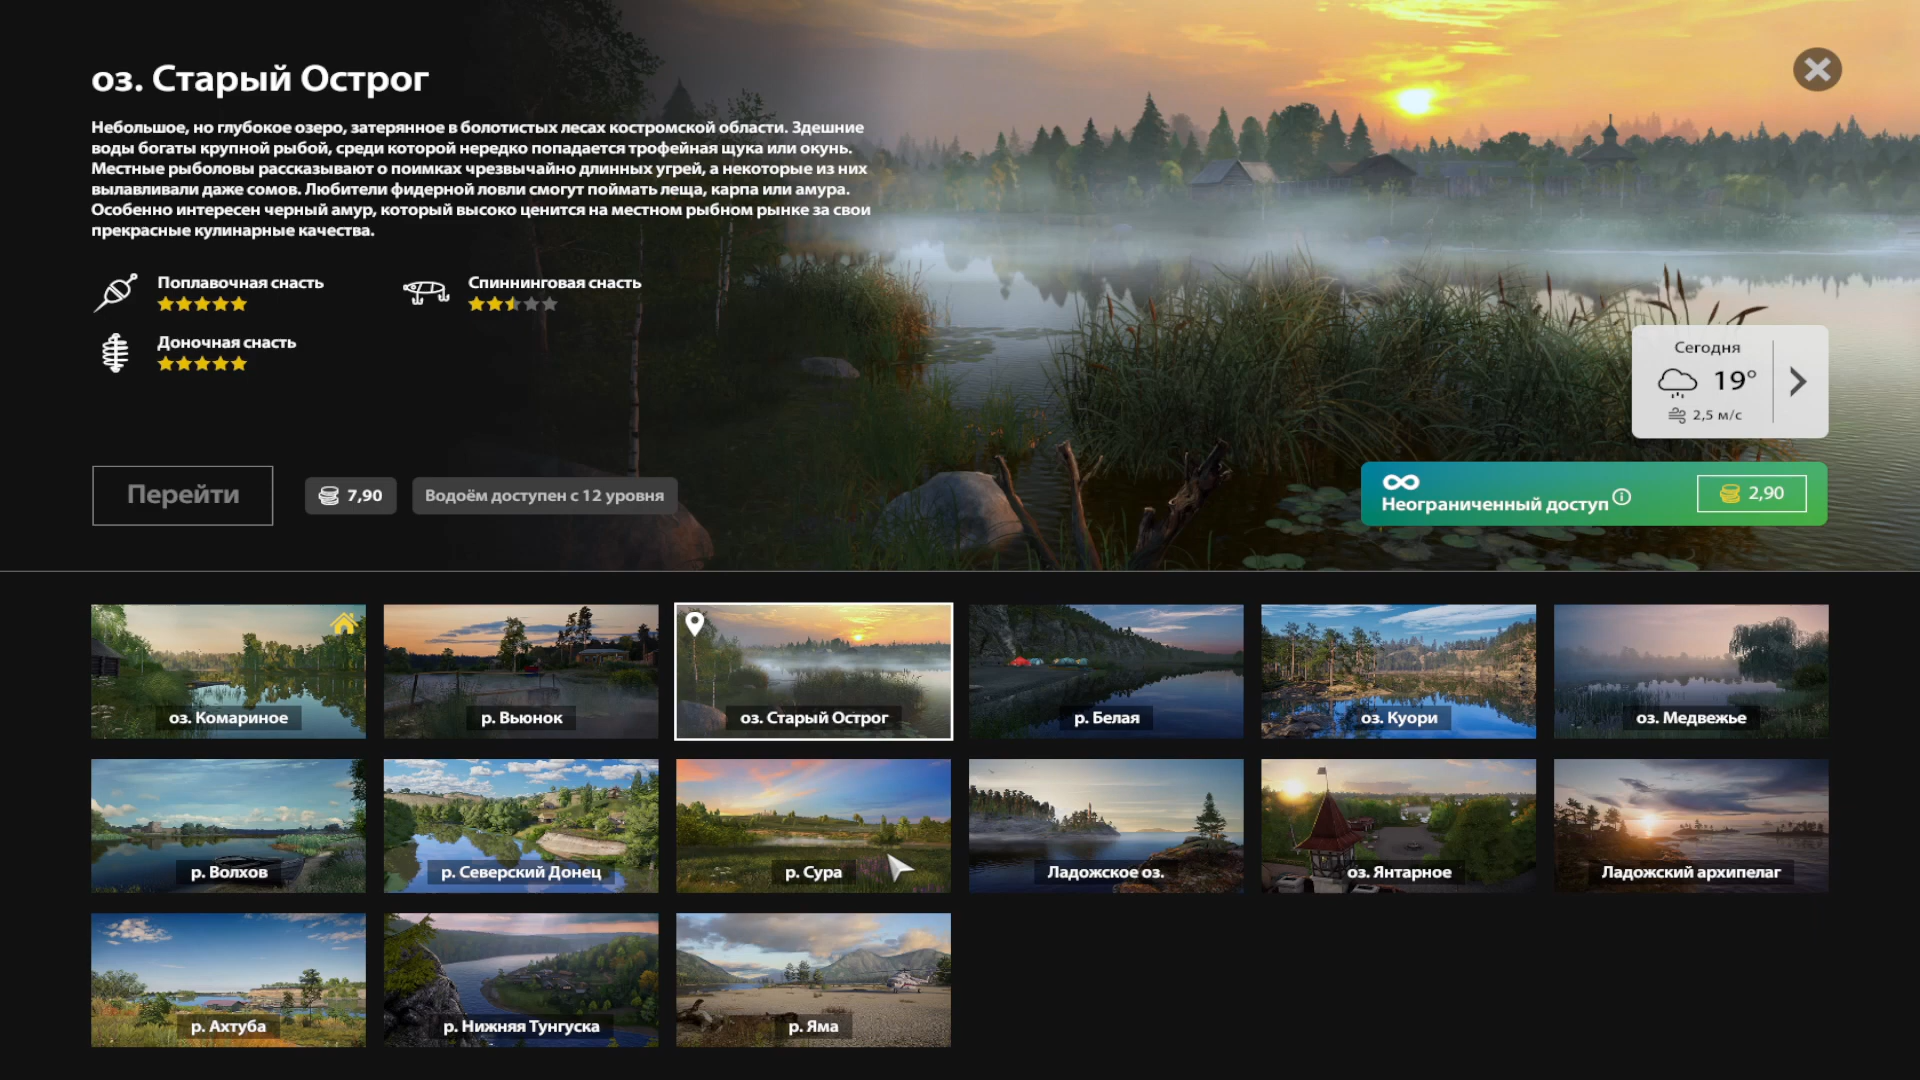 оз. Старый Острог
Небольшое, но глубокое озеро, затерянное в болотистых лесах костромской области. Здешние
воды богаты крупной рыбой, среди которой нередко попадается трофейная щука или окунь.
Местные рыболовы рассказывают о поимках чрезвычайно длинных угрей, а некоторые из них
вылавливали даже сомов. Любители фидерной ловли смогут поймать леща, карпа или амура.
Особенно интересен черный амур, который высоко ценится на местном рыбном рынке за свои
прекрасные кулинарные качества.
Поплавочная снасть
Спиннинговая снасть
Доночная снасть
Сегодня
19°
2,5 м/с
Перейти
7,90
Водоём доступен с 12 уровня
Неограниченный доступ
2,90
оз. Комариное
р. Вьюнок
оз. Старый Острог
р. Белая
оз. Куори
оз. Медвежье
р. Волхов
р. Северский Донец
р. Сура
Ладожское оз.
оз. Янтарное
Ладожский архипелаг
р. Ахтуба
р. Нижняя Тунгуска
р. Яма